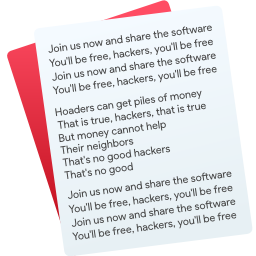 Join us now and share the software
You'll be free, hackers, you'll be free
Join us now and share the software
You'll be free, hackers, you'll be free
Hoaders can get piles of money
That is true, hackers, that is true
But money cannot help
Their neighbors
That's no good hackers
That's no good
Join us now and share the software
You'll be free, hackers, you'll be free
Join us now and share the software
You'll be free, hackers, you'll be free